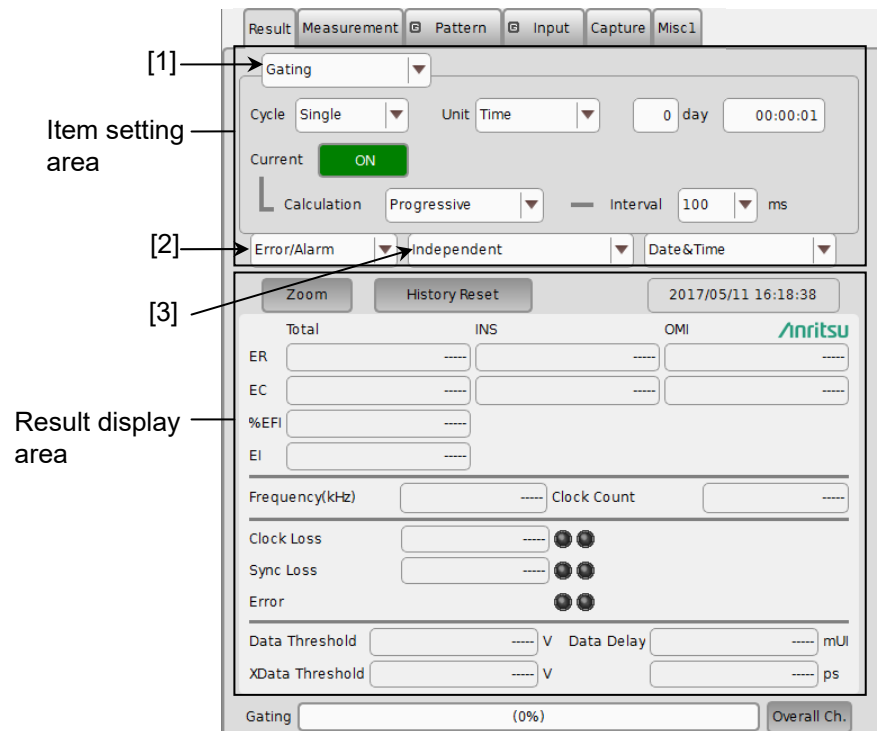 Result Measurement Pattern Input Capture Misc1
[1]
Gating
Cycle Single Unit Time 0 day 00:00:01
Item setting
area
Current ON
Calculation Progressive Interval 100 ms
[2]
Error/Alarm Independent Date&Time
[3]
Zoom History Reset 2017/05/11 16:18:38
Total INS OMI Anritsu
ER ----- ----- -----
EC ----- ----- -----
Result display
area
%EFI -----
EI -----
Frequency(kHz) ----- Clock Count -----
Clock Loss -----
Sync Loss -----
Error
Data Threshold ----- V Data Delay ----- mUI
XData Threshold ----- V ----- ps
Gating (0%) Overall Ch.